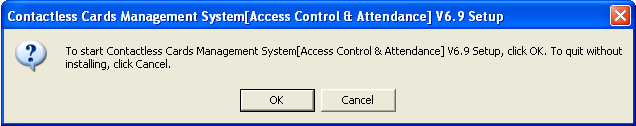 Contactless Cards Management System[Access Control & Attendance] V6.9 Setup
To start Contactless Cards Management System[Access Control & Attendance] V6.9 Setup, click OK. To quit without
installing, click Cancel.
OK Cancel